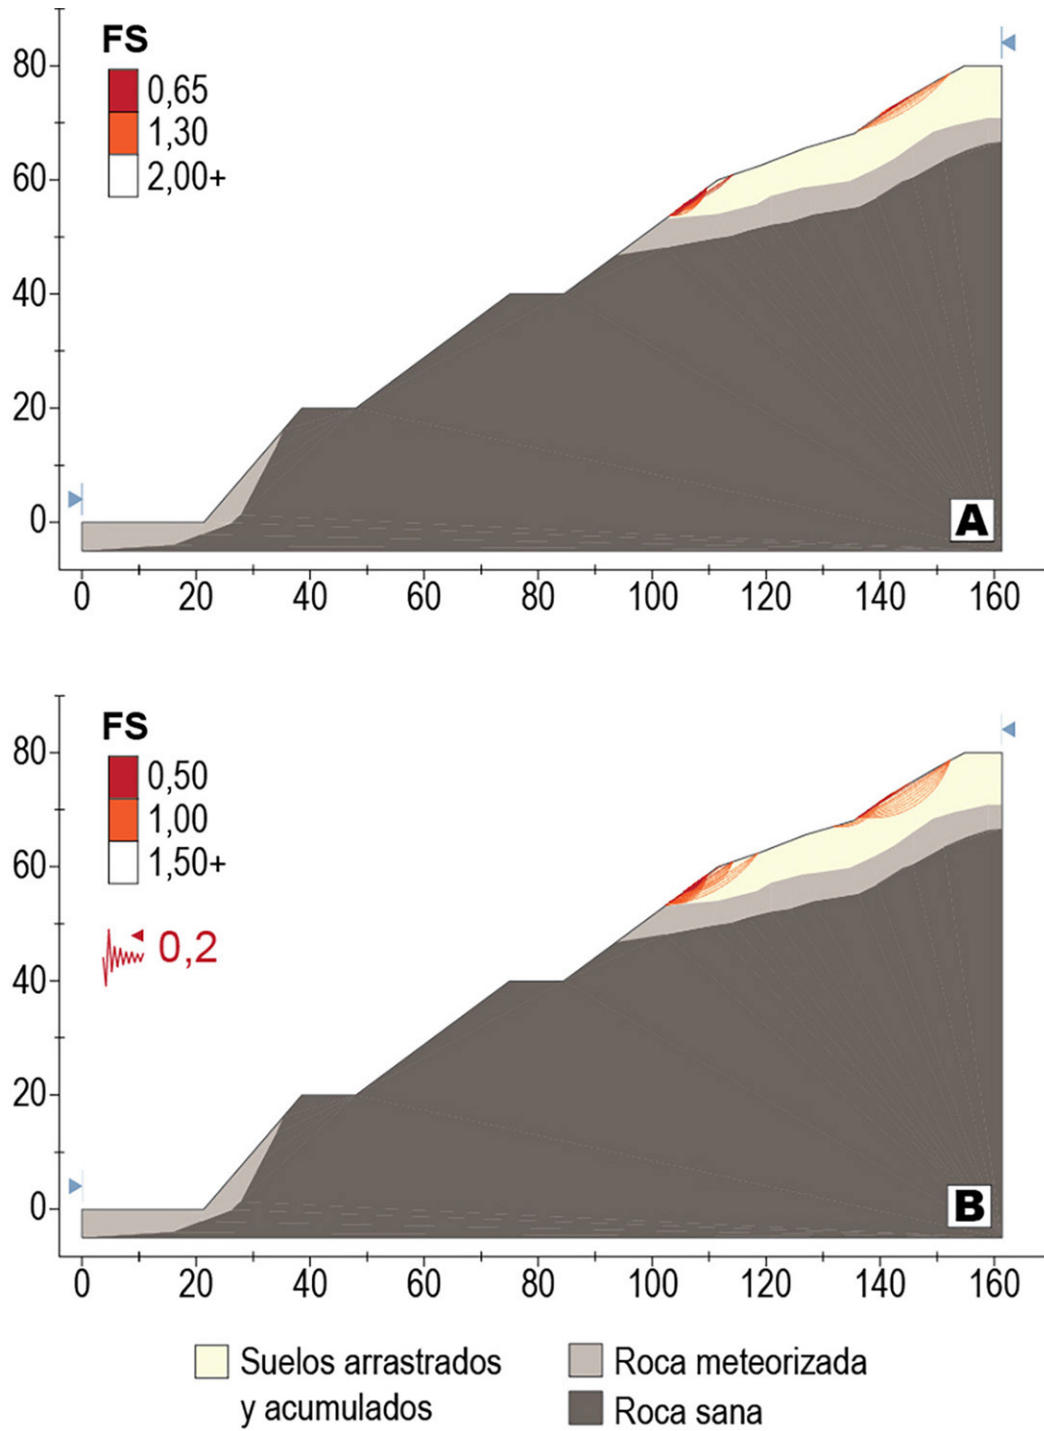 FS
0,65
1,30
2,00+
80
60
40
20
0
A
0 20 40 60 80 100 120 140 160
FS
0,50
1,00
1,50+
0,2
80
60
40
20
0
B
0 20 40 60 80 100 120 140 160
Suelos arrastrados
y acumulados
Roca meteorizada
Roca sana